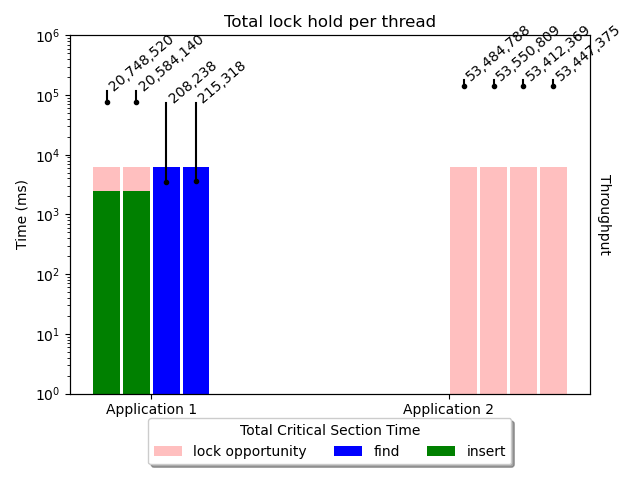 Total lock hold per thread
20,748,520
20,584,140
208,238
215,318
53,484,788
53,550,809
53,412,369
53,447,375
10^6
10^5
10^4
10^3
10^2
10^1
10^0
Time (ms)
Throughput
Application 1
Application 2
Total Critical Section Time
lock opportunity
find
insert